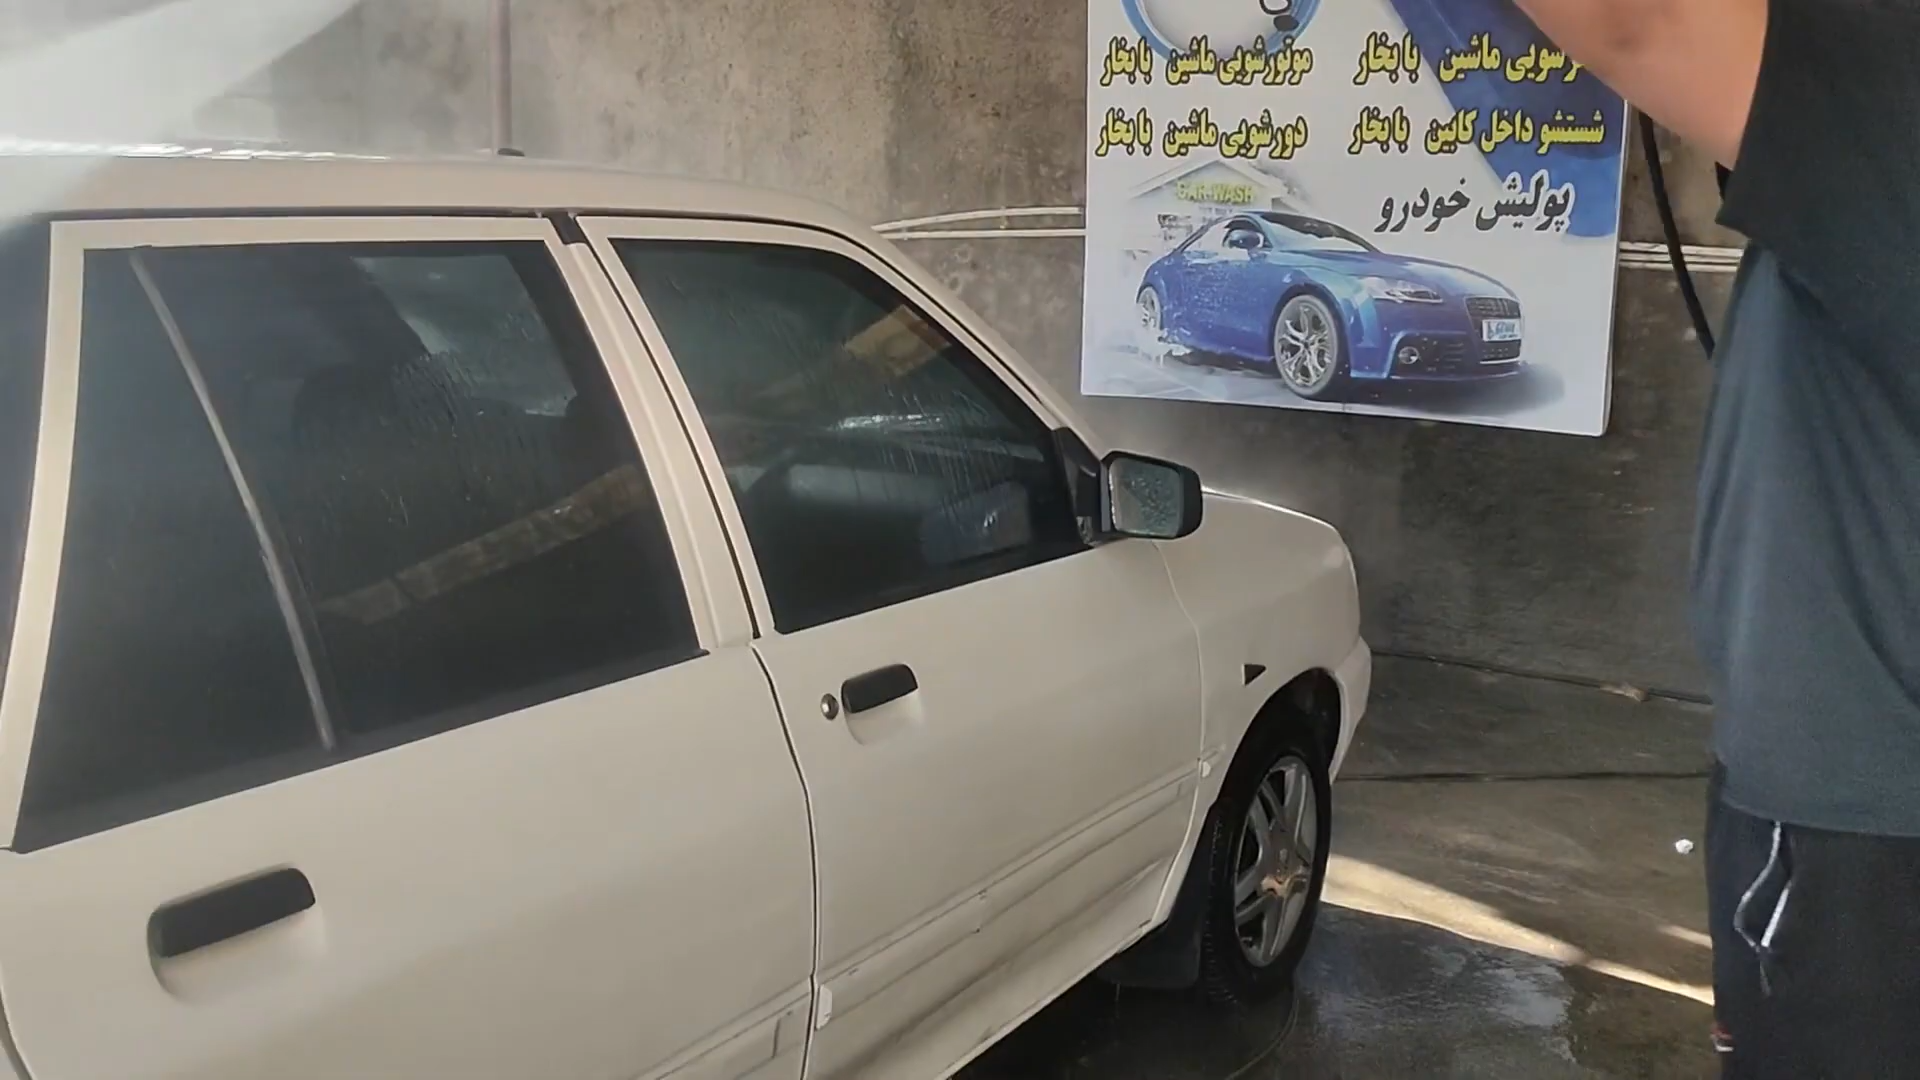 ماشین با بخار
موتورشویی ماشین با بخار
شستشو داخل کابین با بخار
دورشویی ماشین با بخار
پولیش خودرو
CAR WASH